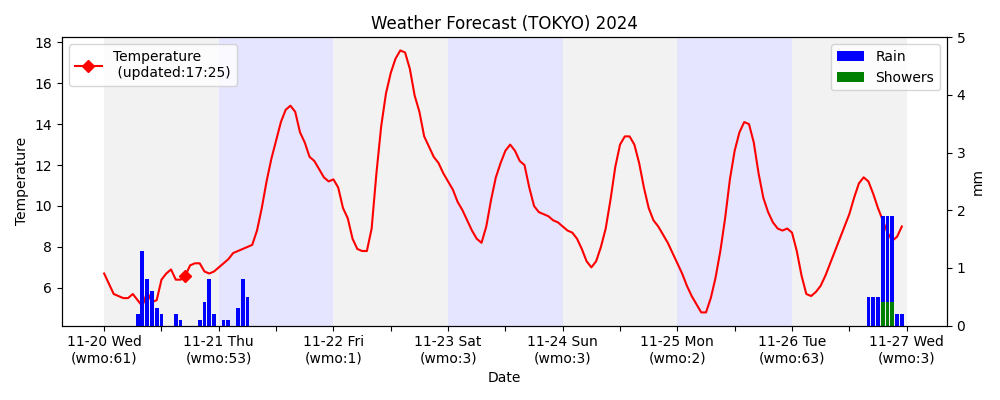 Weather Forecast (TOKYO) 2024
Temperature
(updated:17:25)
Rain
Showers
18
16
14
12
10
8
6
Temperature
5
4
3
2
1
0
mm
11-20 Wed 11-21 Thu 11-22 Fri 11-23 Sat 11-24 Sun 11-25 Mon 11-26 Tue 11-27 Wed
(wmo:61) (wmo:53) (wmo:1) (wmo:3) (wmo:3) (wmo:2) (wmo:63) (wmo:3)
Date